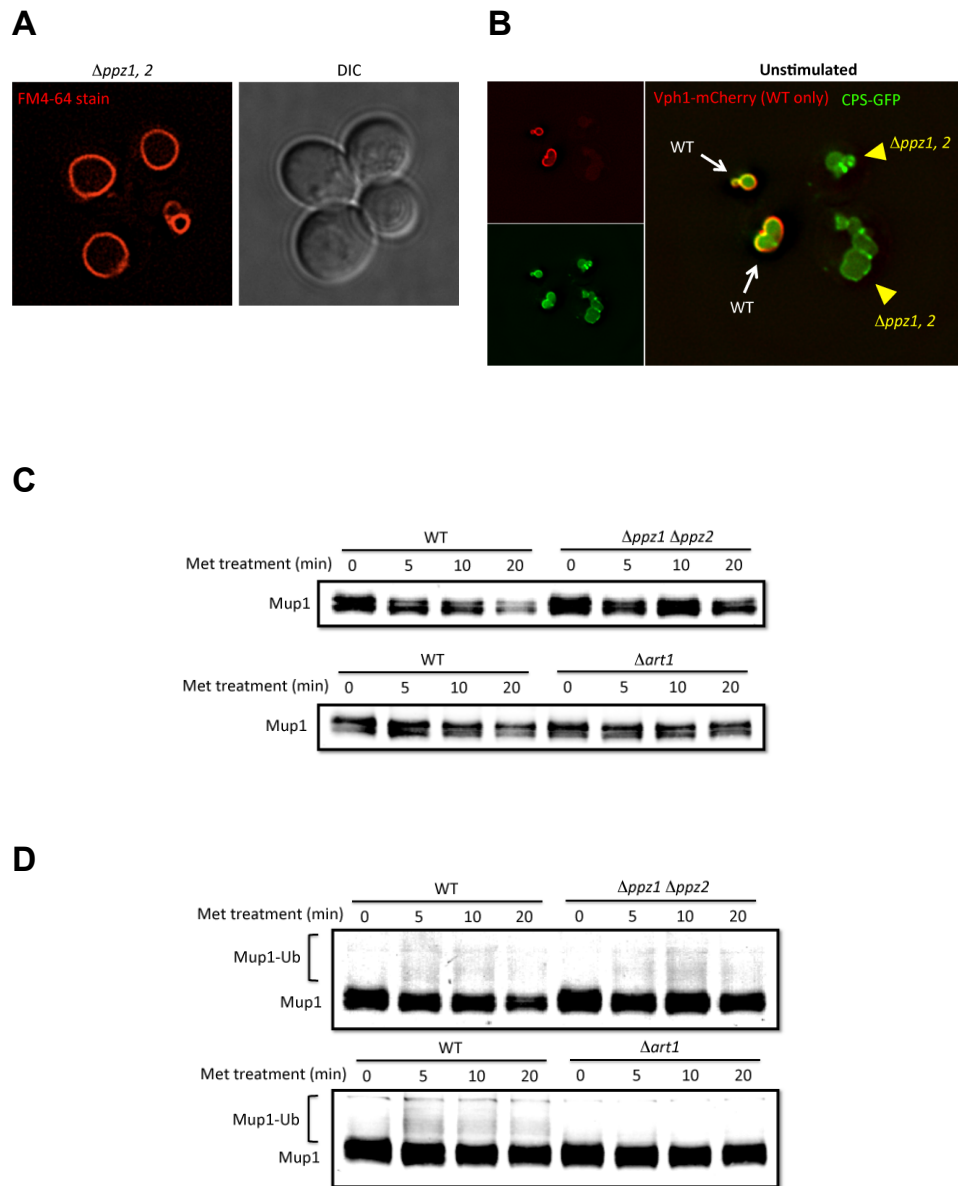 A
Δppz1, 2
DIC
FM4-64 stain
B
Unstimulated
Vph1-mCherry (WT only) CPS-GFP
WT
Δppz1, 2
WT
Δppz1, 2
C
WT Δppz1 Δppz2
Met treatment (min) 0 5 10 20 0 5 10 20
Mup1
WT Δart1
Met treatment (min) 0 5 10 20 0 5 10 20
Mup1
D
WT Δppz1 Δppz2
Met treatment (min) 0 5 10 20 0 5 10 20
Mup1-Ub
Mup1
WT Δart1
Met treatment (min) 0 5 10 20 0 5 10 20
Mup1-Ub
Mup1